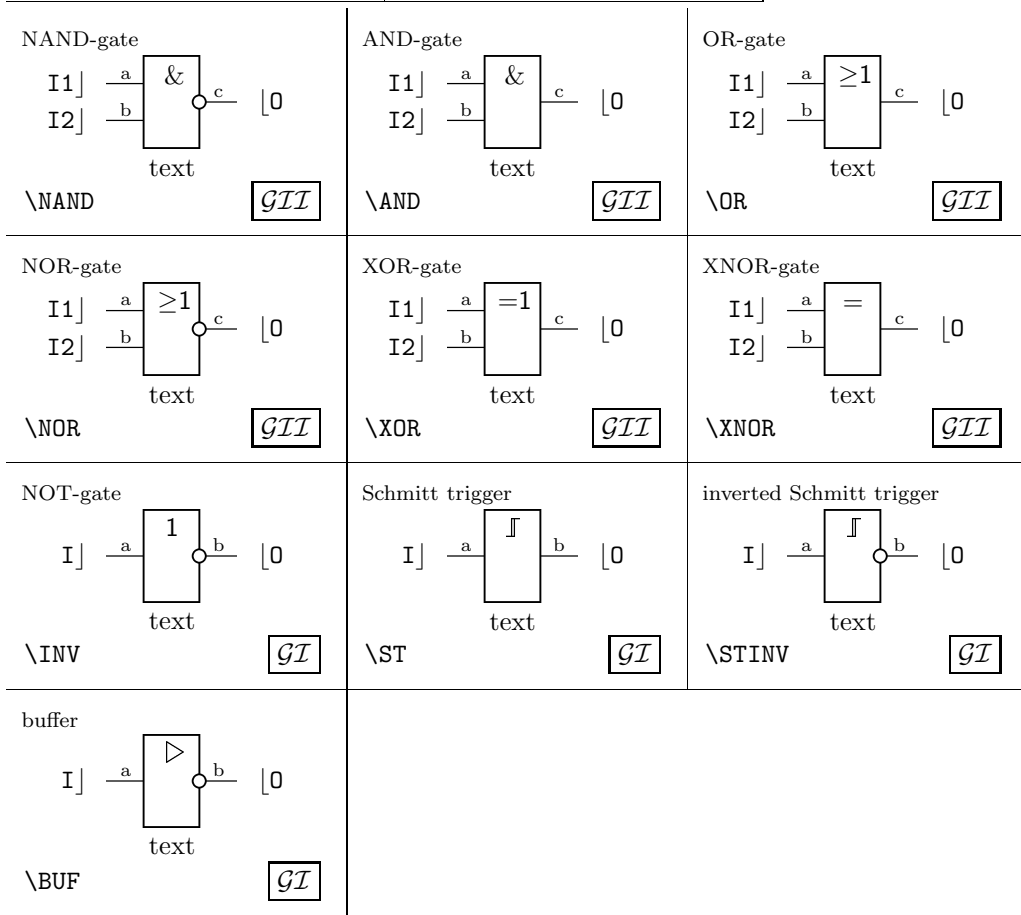 NAND-gate
a & c
I1⌋ ⌊O
b
I2⌋
text
\NAND GII
AND-gate
a & c
I1⌋ ⌊O
b
I2⌋
text
\AND GII
OR-gate
a ≥1 c
I1⌋ ⌊O
b
I2⌋
text
\OR GII
NOR-gate
a ≥1 c
I1⌋ ⌊O
b
I2⌋
text
\NOR GII
XOR-gate
a =1 c
I1⌋ ⌊O
b
I2⌋
text
\XOR GII
XNOR-gate
a = c
I1⌋ ⌊O
b
I2⌋
text
\XNOR GII
NOT-gate
1
I⌋ a b ⌊O
text
\INV GI
Schmitt trigger
I⌋ a b ⌊O
text
\ST GI
inverted Schmitt trigger
I⌋ a b ⌊O
text
\STINV GI
buffer
I⌋ a b ⌊O
text
\BUF GI